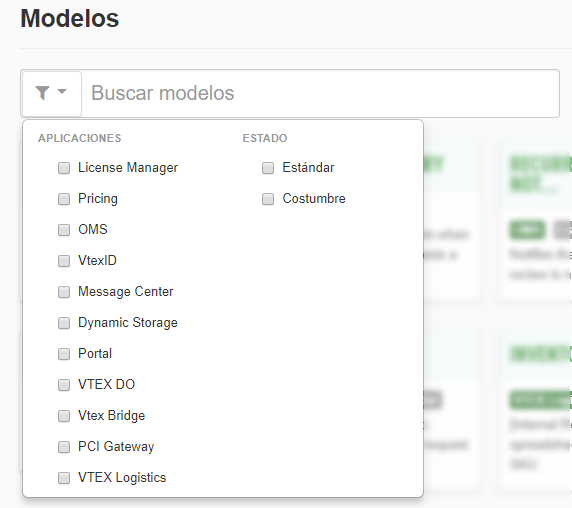 Modelos
Buscar modelos
APLICACIONES
License Manager
Pricing
OMS
VtexID
Message Center
Dynamic Storage
Portal
VTEX DO
Vtex Bridge
PCI Gateway
VTEX Logistics
ESTADO
Estándar
Costumbre
RECURR
NOT...
INVENTO